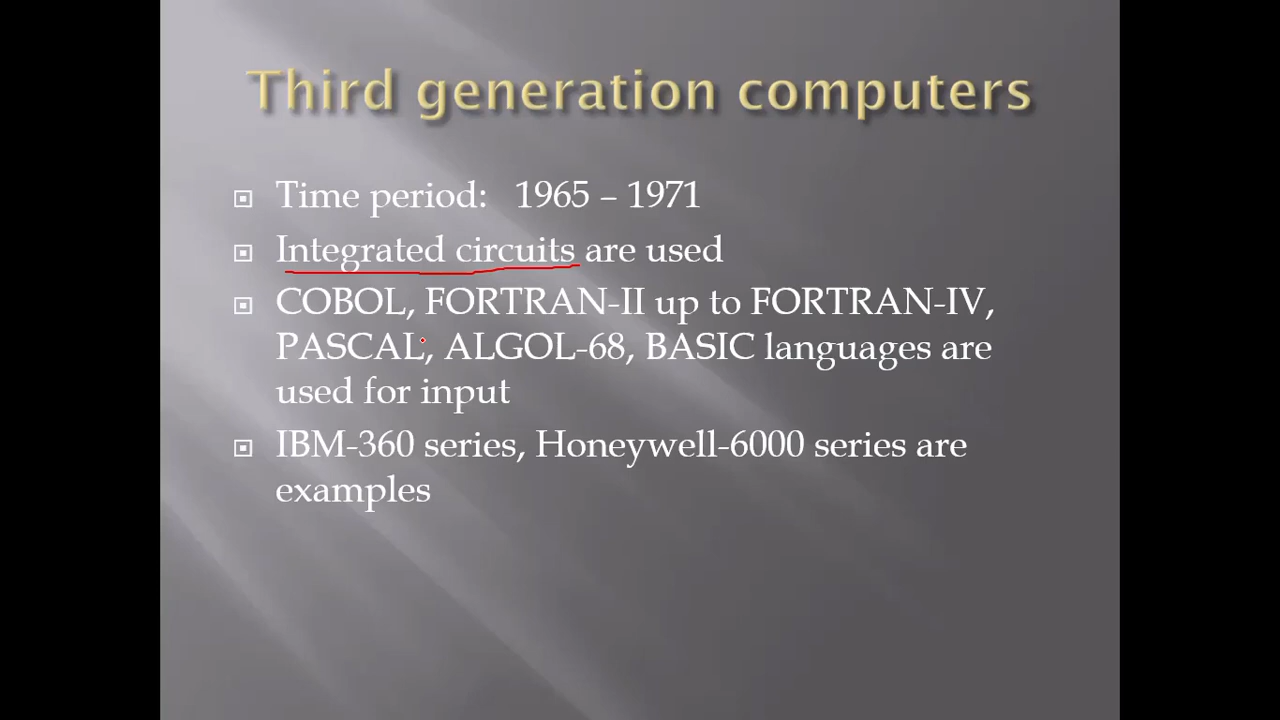 Third generation computers
Time period: 1965 – 1971
Integrated circuits are used
COBOL, FORTRAN-II up to FORTRAN-IV,
PASCAL, ALGOL-68, BASIC languages are
used for input
IBM-360 series, Honeywell-6000 series are
examples